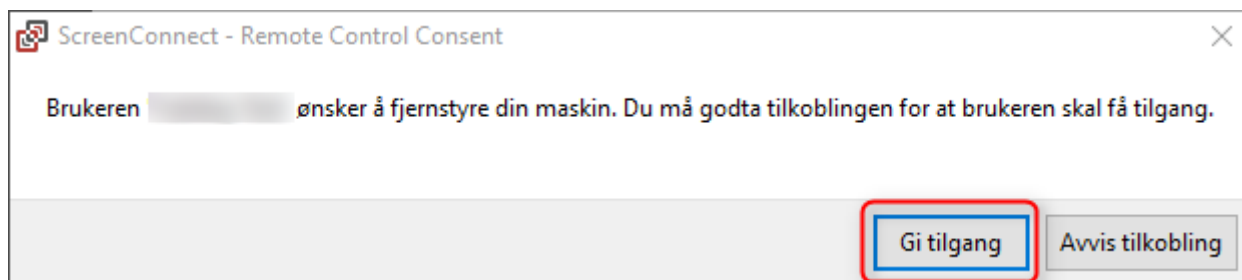 ScreenConnect - Remote Control Consent
Brukeren ønsker å fjernstyre din maskin. Du må godta tilkoblingen for at brukeren skal få tilgang.
Gi tilgang Avvis tilkobling